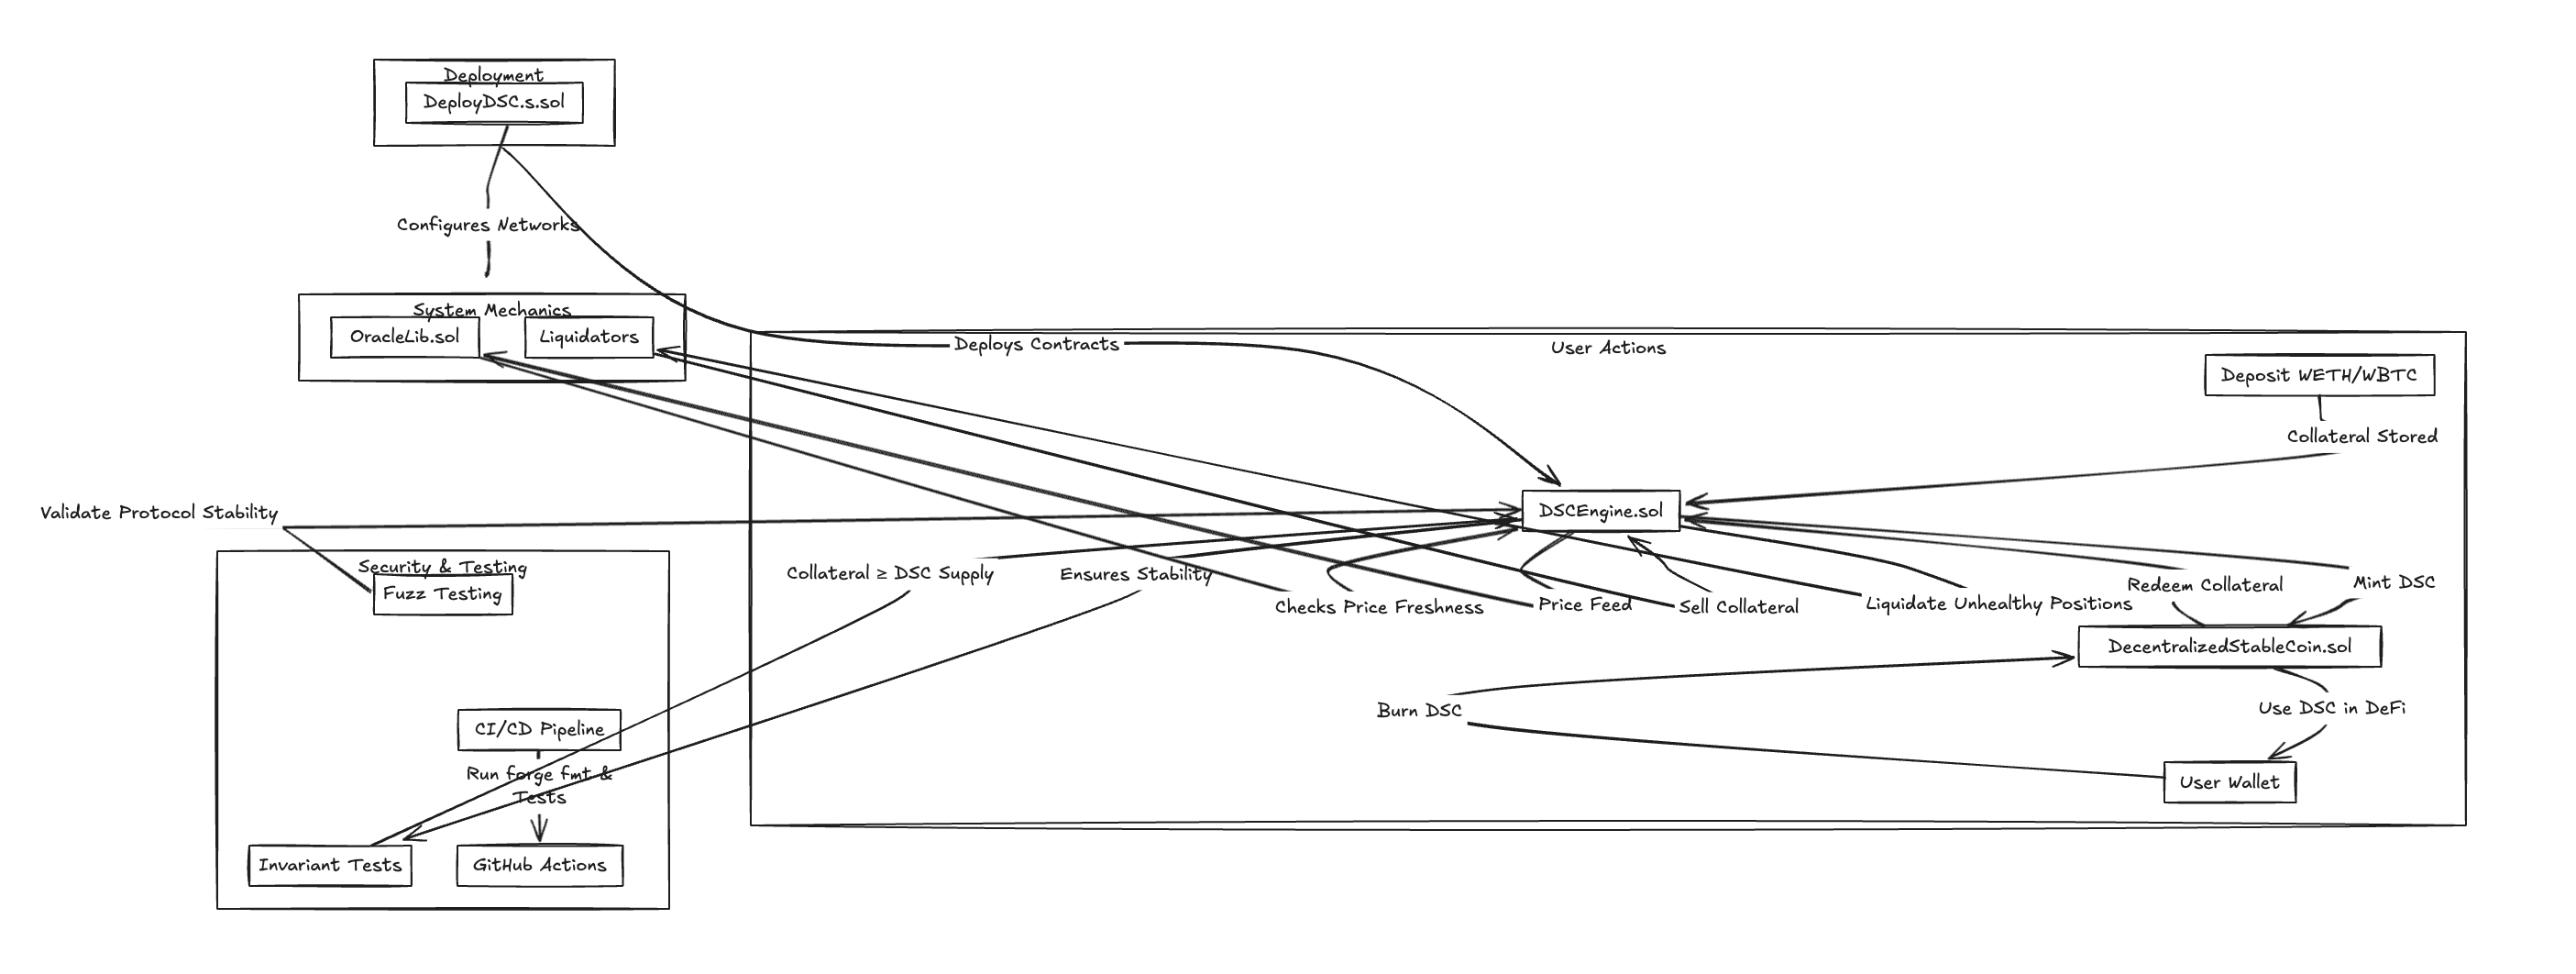 Deployment
DeployDSC.s.sol
Configures Networks
System Mechanics
OracleLib.sol
Liquidators
Deploys Contracts
User Actions
Deposit WETH/WBTC
Collateral Stored
Validate Protocol Stability
DSCEngine.sol
Security & Testing
Fuzz Testing
Collateral ≥ DSC Supply
Ensures Stability
Checks Price Freshness
Price Feed
Sell Collateral
Liquidate Unhealthy Positions
Redeem Collateral
Mint DSC
DecentralizedStableCoin.sol
Burn DSC
Use DSC in DeFi
CI/CD Pipeline
Run forge fmt &
Tests
User Wallet
Invariant Tests
GitHub Actions